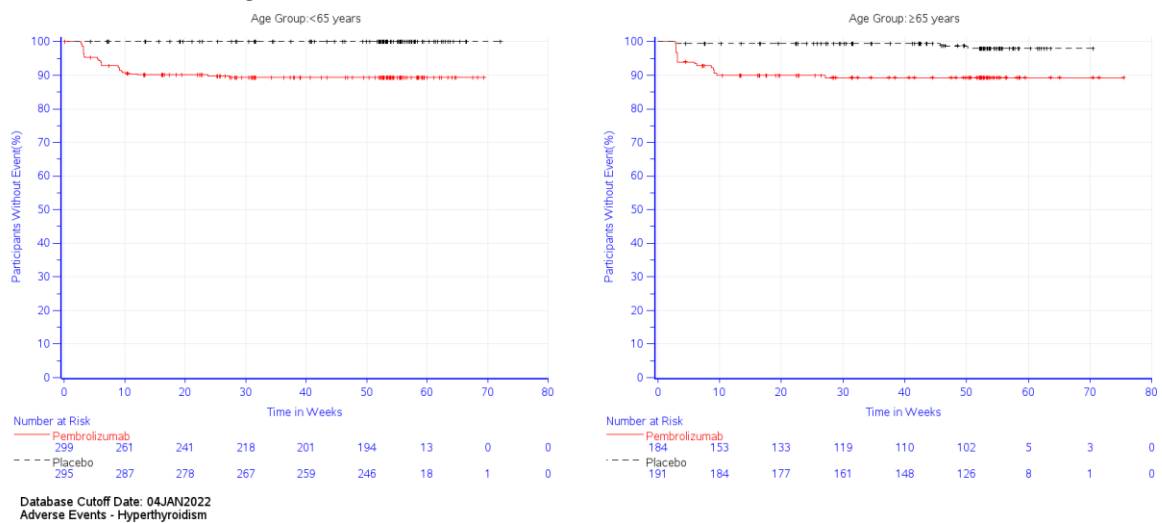 Age Group:<65 years
100
90
80
70
60
50
40
30
20
10
0
Participants Without Event(%)
0 10 20 30 40 50 60 70 80
Time in Weeks
Number at Risk
Pembrolizumab
299 261 241 218 201 194 13 0 0
Placebo
295 287 278 267 259 246 18 1 0
Age Group:≥65 years
100
90
80
70
60
50
40
30
20
10
0
Participants Without Event(%)
0 10 20 30 40 50 60 70 80
Time in Weeks
Number at Risk
Pembrolizumab
184 153 133 119 110 102 5 3 0
Placebo
191 184 177 161 148 126 8 1 0
Database Cutoff Date: 04JAN2022
Adverse Events - Hyperthyroidism